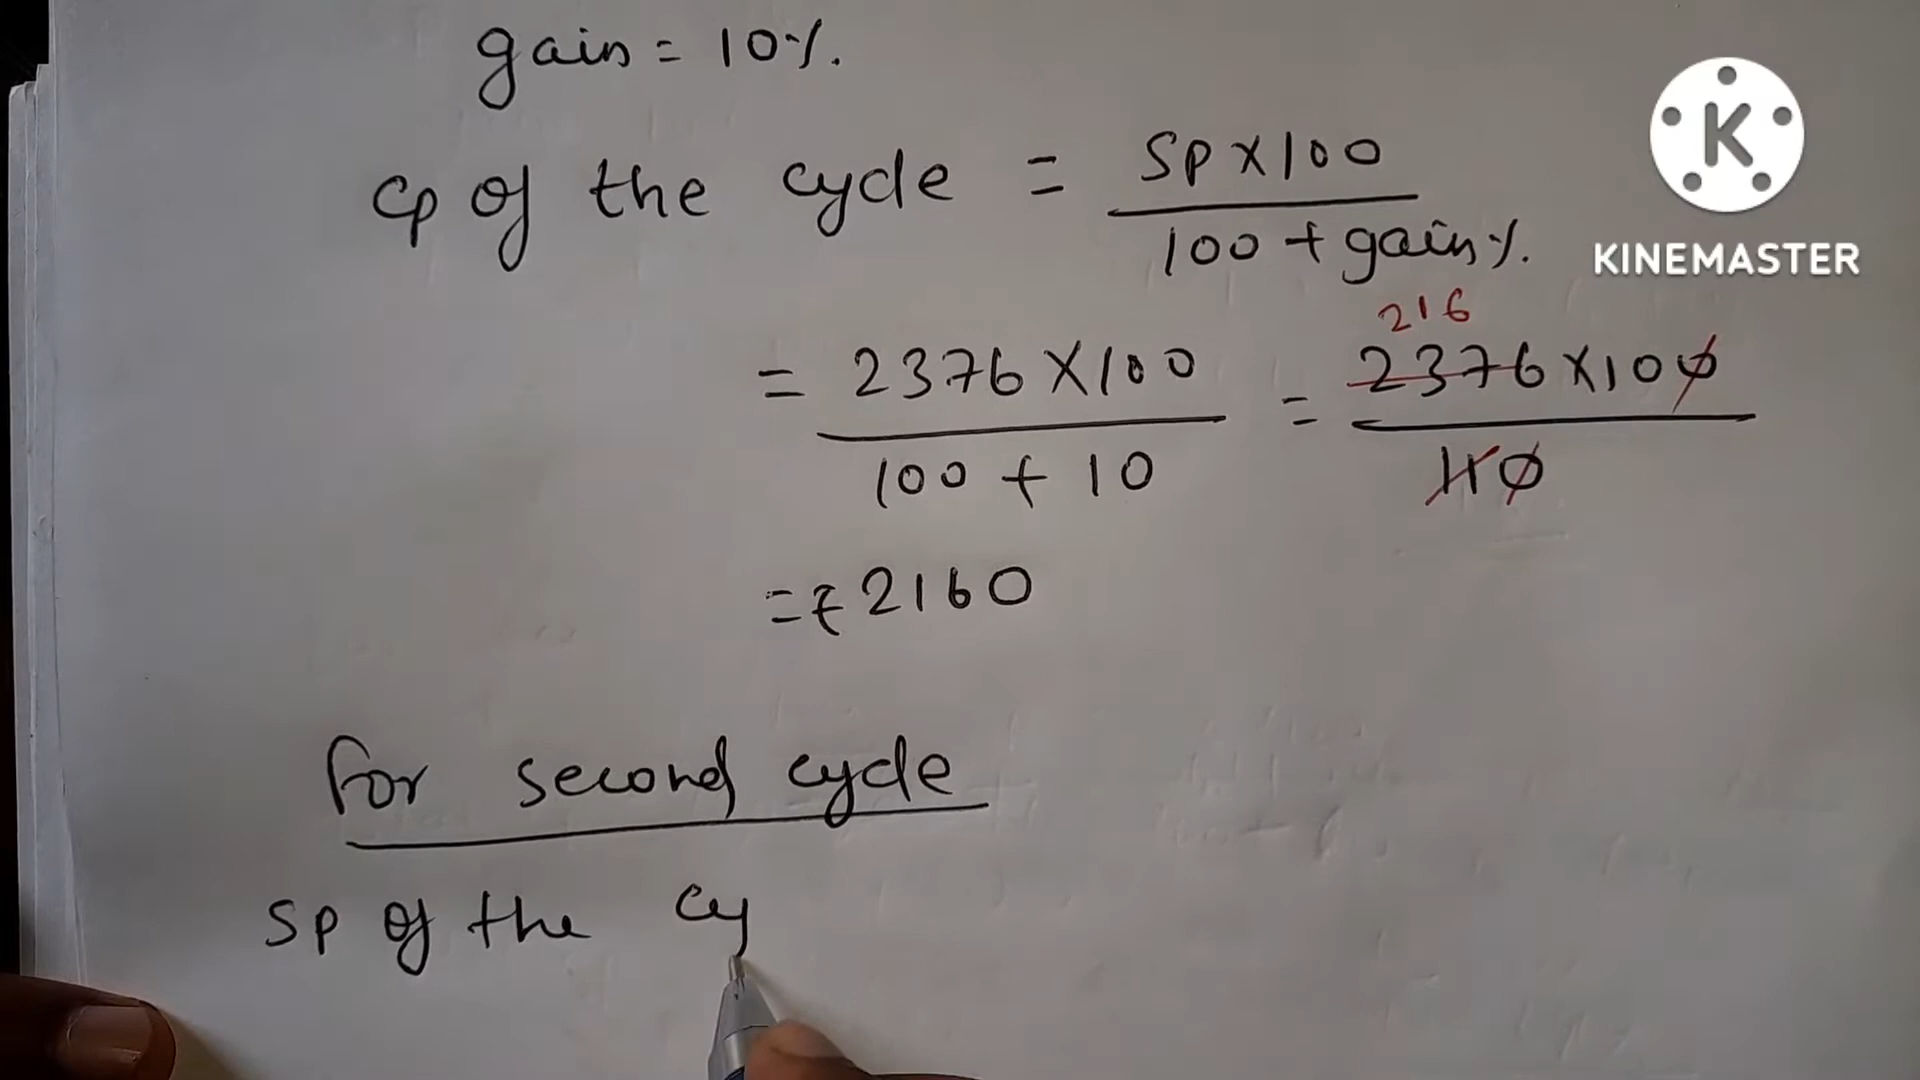 gain = 10%.
CP of the cycle = SP X 100 / 100 + gain%.
K
KINEMASTER
= 2376 X 100 / 100 + 10 = 2376 X 100 / 110
216
= ₹ 2160
For second cycle
SP of the cy